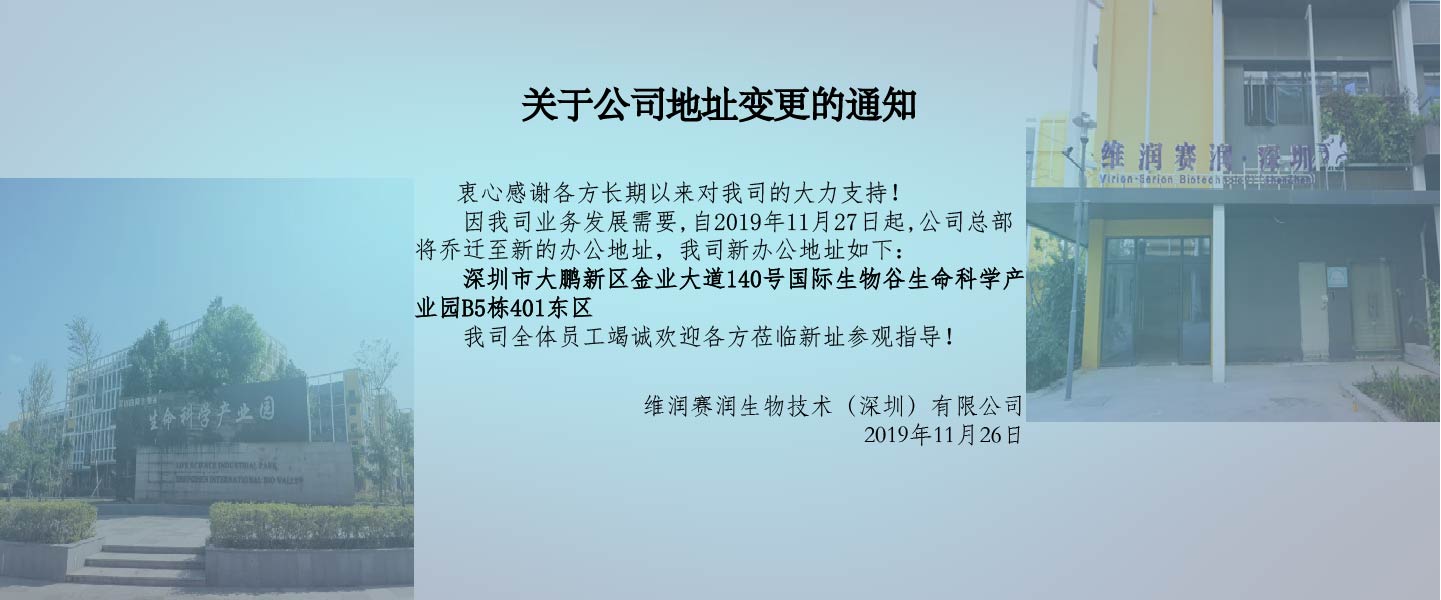 关于公司地址变更的通知
衷心感谢各方长期以来对我司的大力支持!
因我司业务发展需要,自2019年11月27日起,公司总部
将乔迁至新的办公地址，我司新办公地址如下：
深圳市大鹏新区金业大道140号国际生物谷生命科学产
业园B5栋401东区
我司全体员工竭诚欢迎各方莅临新址参观指导!
维润赛润生物技术（深圳）有限公司
2019年11月26日
维润赛润·深圳
Virion-Serion Biotechnology
生命科学产业园
LIFE SCIENCE INDUSTRIAL PARK
SHENZHEN INTERNATIONAL BIO-VALLEY